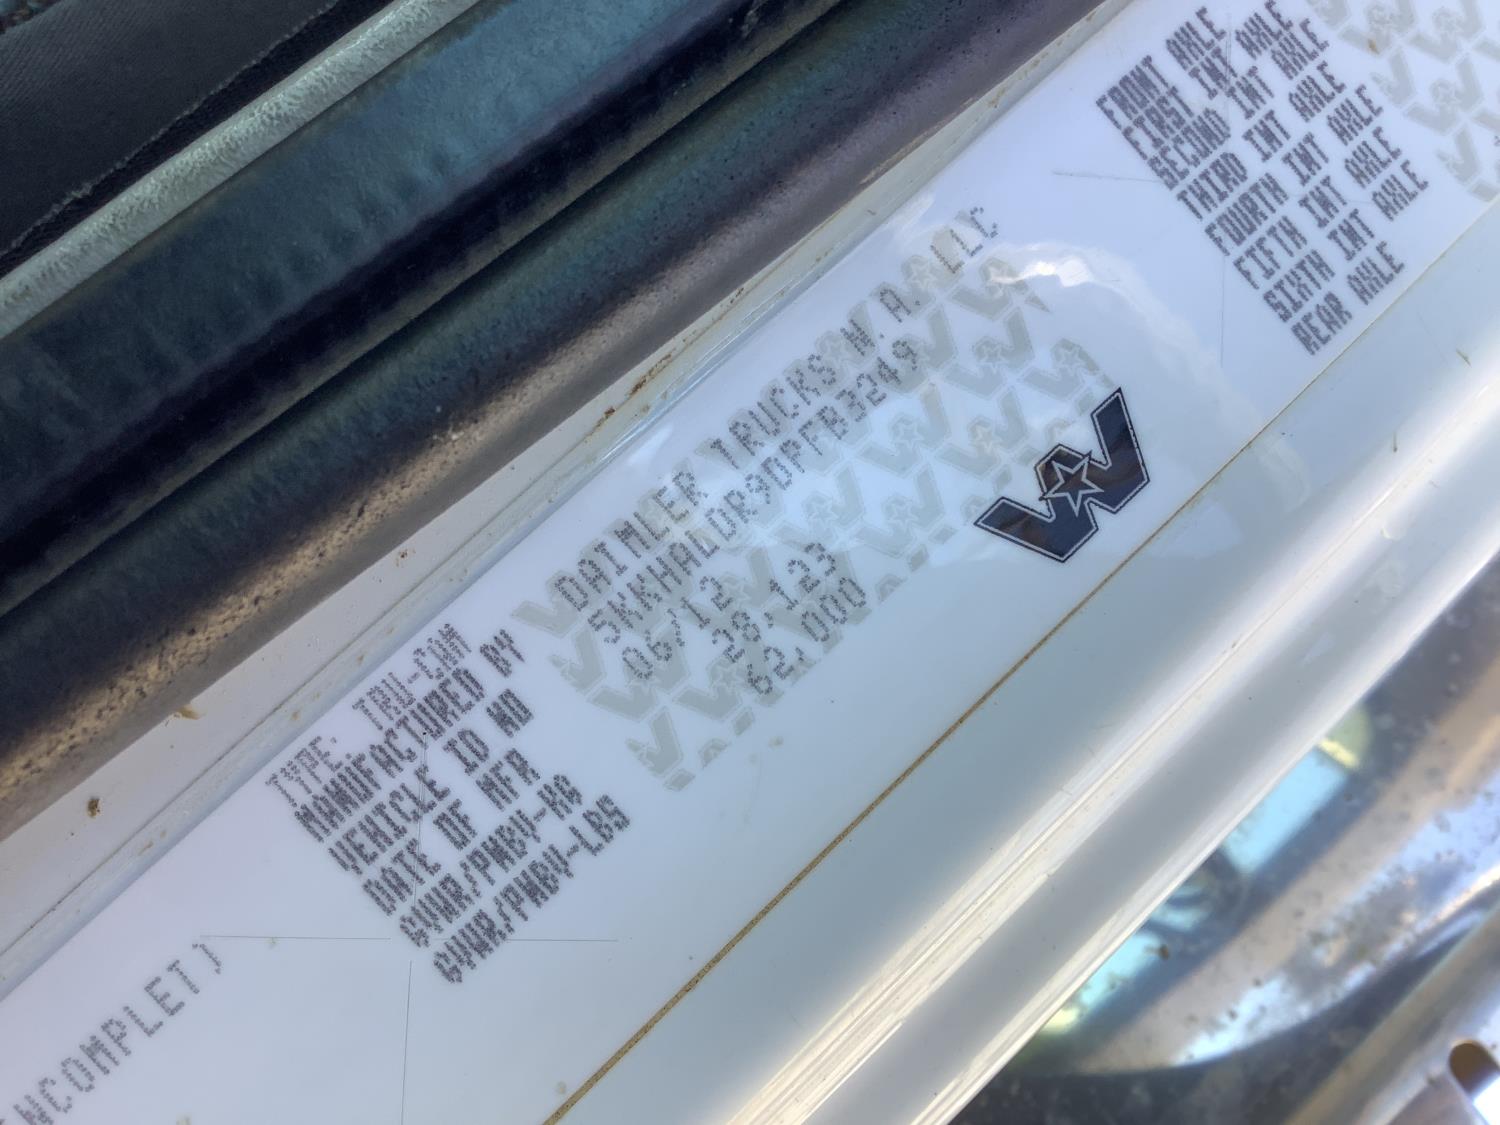 TYPE: TRU-CAM
MANUFACTURED BY DAIMLER TRUCKS N.A. LLC
VEHICLE ID NO 5KKHALDR9DPFB3249
DATE OF MFR 06/12
GVWR/PNBV-KG 28,123
GVWR/PNBV-LBS 62,000
FRONT AXLE
FIRST INT AXLE
SECOND INT AXLE
THIRD INT AXLE
FOURTH INT AXLE
FIFTH INT AXLE
SIXTH INT AXLE
REAR AXLE